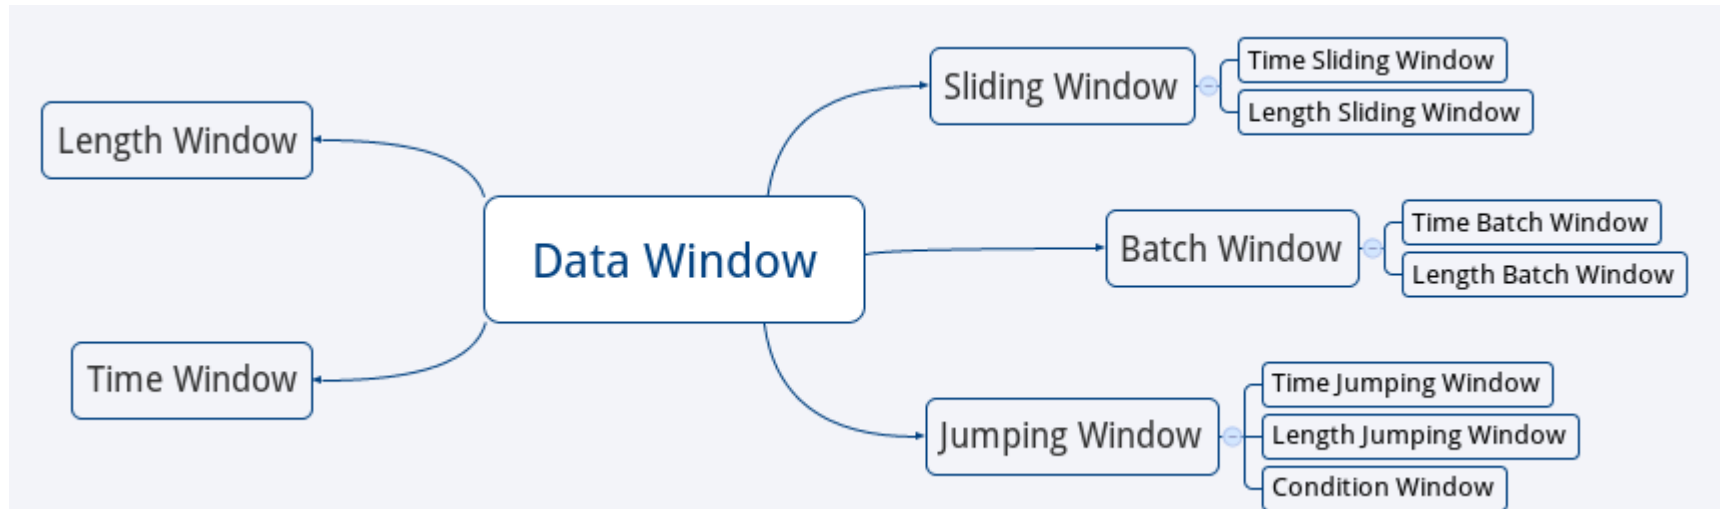 Length Window
Time Window
Data Window
Sliding Window
Time Sliding Window
Length Sliding Window
Batch Window
Time Batch Window
Length Batch Window
Jumping Window
Time Jumping Window
Length Jumping Window
Condition Window